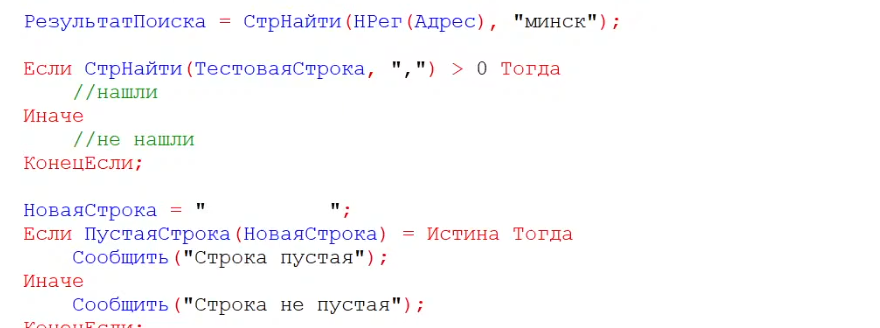 РезультатПоиска = СтрНайти(НРег(Адрес), "минск");
Если СтрНайти(ТестоваяСтрока, ",") > 0 Тогда
//нашли
Иначе
//не нашли
КонецЕсли;
НоваяСтрока = "          ";
Если ПустаяСтрока(НоваяСтрока) = Истина Тогда
Сообщить("Строка пустая");
Иначе
Сообщить("Строка не пустая");
КонецЕсли;